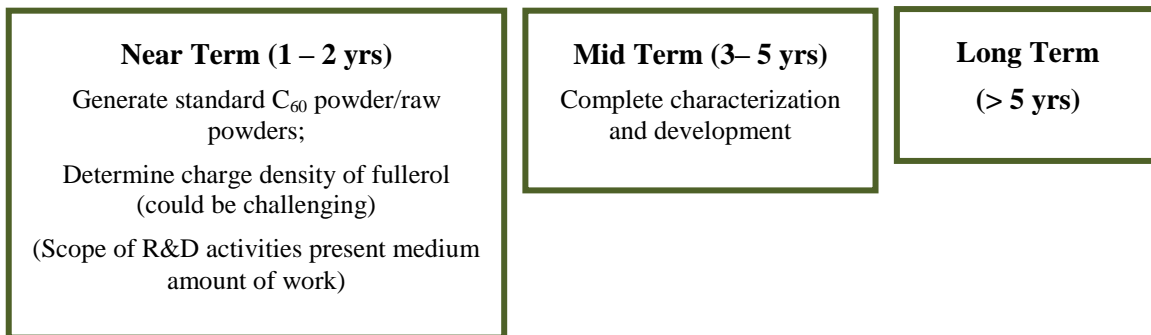 Near Term (1 – 2 yrs)
Generate standard C₆₀ powder/raw
powders;
Determine charge density of fullerol
(could be challenging)
(Scope of R&D activities present medium
amount of work)
Mid Term (3– 5 yrs)
Complete characterization
and development
Long Term
(> 5 yrs)